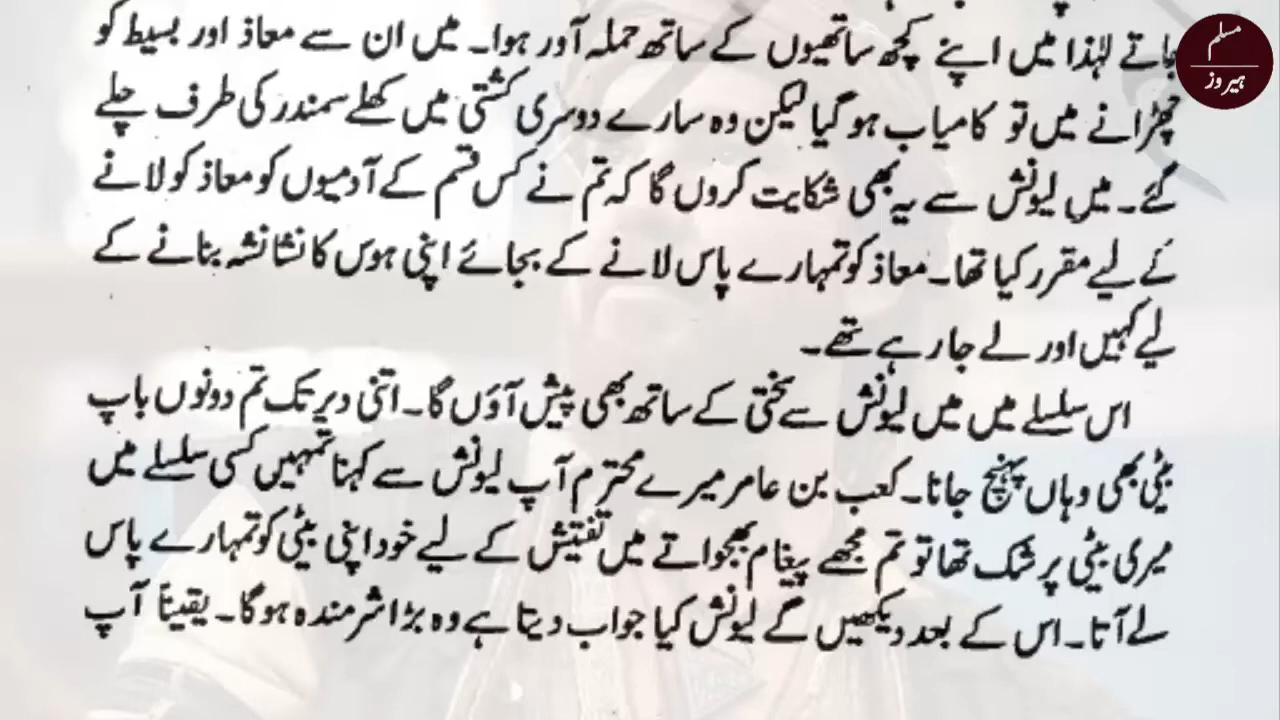 جاتے لہٰذا میں اپنے کچھ ساتھیوں کے ساتھ حملہ آور ہوا۔ میں ان سے معاذ اور بسیط کو
چھڑانے میں تو کامیاب ہو گیا لیکن وہ سارے دوسری کشتی میں کھلے سمندر کی طرف چلے
گئے۔ میں لیونش سے یہ بھی شکایت کروں گا کہ تم نے کس قسم کے آدمیوں کو معاذ کو لانے
کے لیے مقرر کیا تھا۔ معاذ کو تمہارے پاس لانے کے بجائے اپنی ہوس کا نشانہ بنانے کے
لیے کہیں اور لے جا رہے تھے۔
اس سلسلے میں میں لیونش سے سختی کے ساتھ بھی پیش آؤں گا۔ اتنی دیر تک تم دونوں باپ
بیٹی بھی وہاں پہنچ جانا۔ کعب بن عامر میرے محترم آپ لیونش سے کہنا تمہیں کسی سلسلے میں
میری بیٹی پر شک تھا تو تم مجھے پیغام بھجواتے میں تفتیش کے لیے خود اپنی بیٹی کو تمہارے پاس
لے آتا۔ اس کے بعد دیکھیں گے لیونش کیا جواب دیتا ہے وہ بڑا شرمندہ ہوگا۔ یقیناً آپ
مسلم
ہیروز